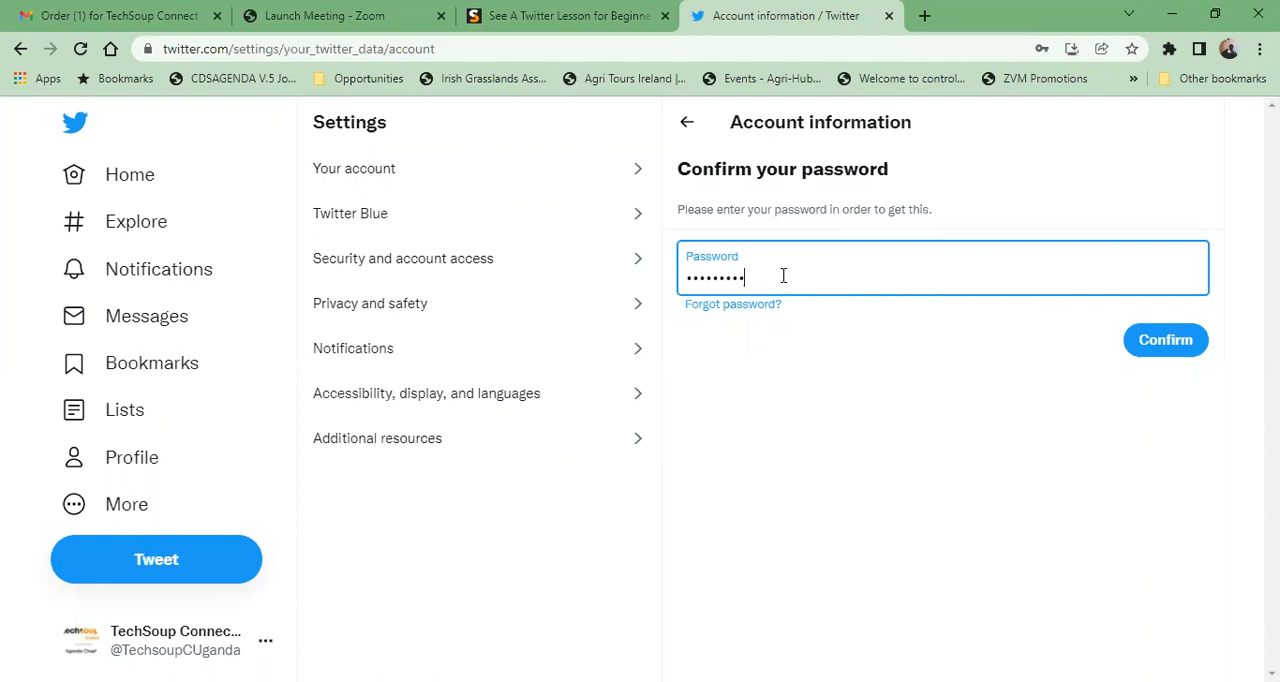 Order (1) for TechSoup Connect
Launch Meeting - Zoom
See A Twitter Lesson for Beginne
Account information / Twitter
twitter.com/settings/your_twitter_data/account
Apps
Bookmarks
CDSAGENDA V.5 Jo...
Opportunities
Irish Grasslands Ass...
Agri Tours Ireland |...
Events - Agri-Hub...
Welcome to control...
ZVM Promotions
»
Other bookmarks
Home
Explore
Notifications
Messages
Bookmarks
Lists
Profile
More
Tweet
TechSoup Connec...
@TechsoupCUganda
Settings
Your account
Twitter Blue
Security and account access
Privacy and safety
Notifications
Accessibility, display, and languages
Additional resources
Account information
Confirm your password
Please enter your password in order to get this.
Password
•••••••••
Forgot password?
Confirm